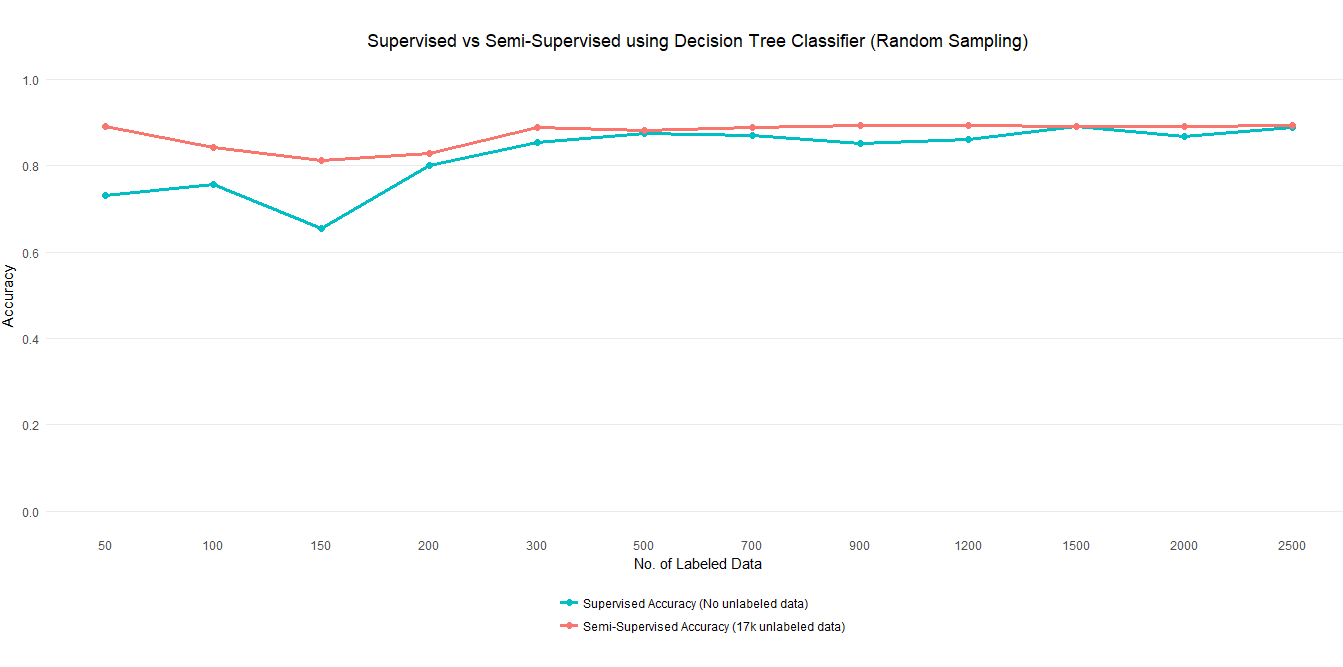 Supervised vs Semi-Supervised using Decision Tree Classifier (Random Sampling)
1.0
0.8
0.6
0.4
0.2
0.0
Accuracy
50 100 150 200 300 500 700 900 1200 1500 2000 2500
No. of Labeled Data
Supervised Accuracy (No unlabeled data)
Semi-Supervised Accuracy (17k unlabeled data)